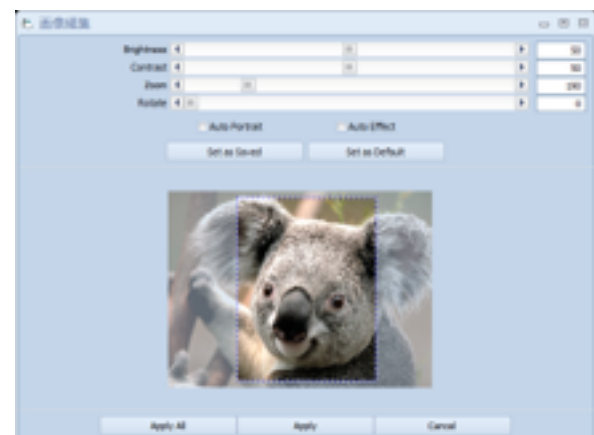 画像編集
Brightness 50
Contrast 50
Zoom 190
Rotate 0
Auto Portrait Auto Effect
Set as Saved Set as Default
Apply All Apply Cancel